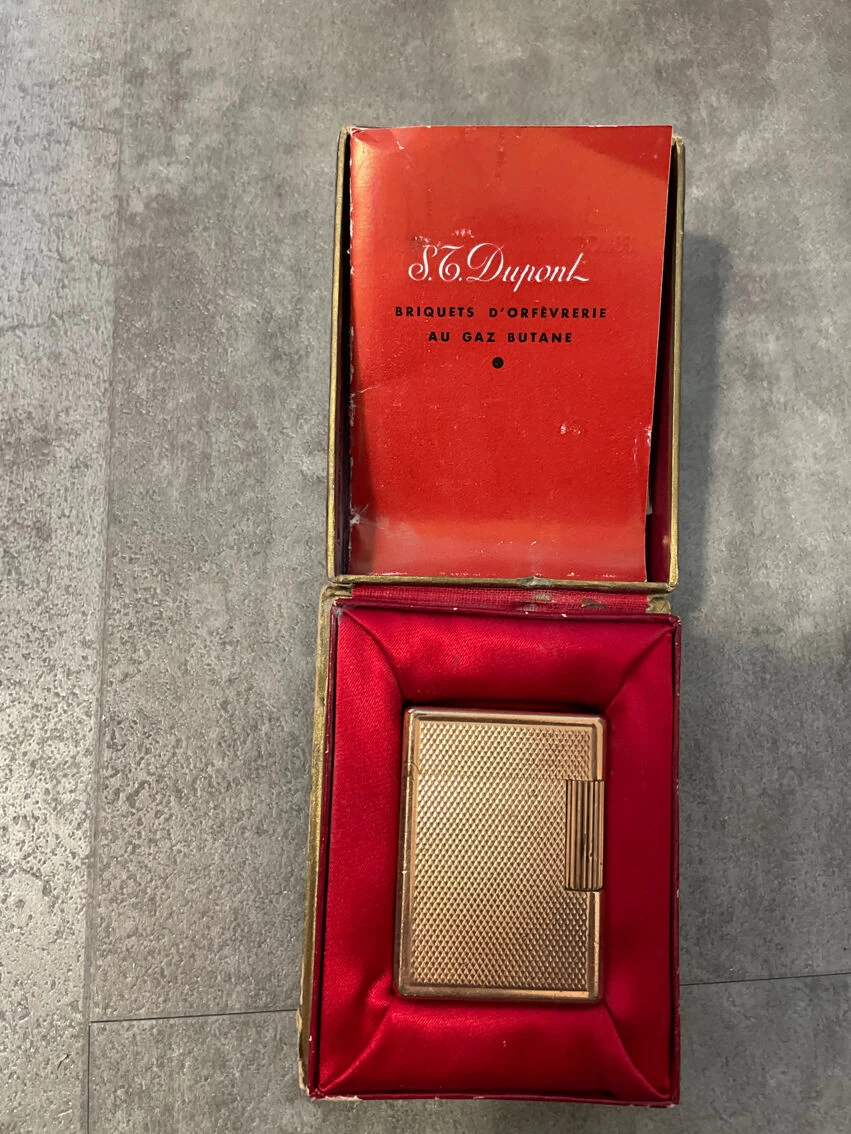 S.T. Dupont
BRIQUETS D'ORFÈVRERIE
AU GAZ BUTANE